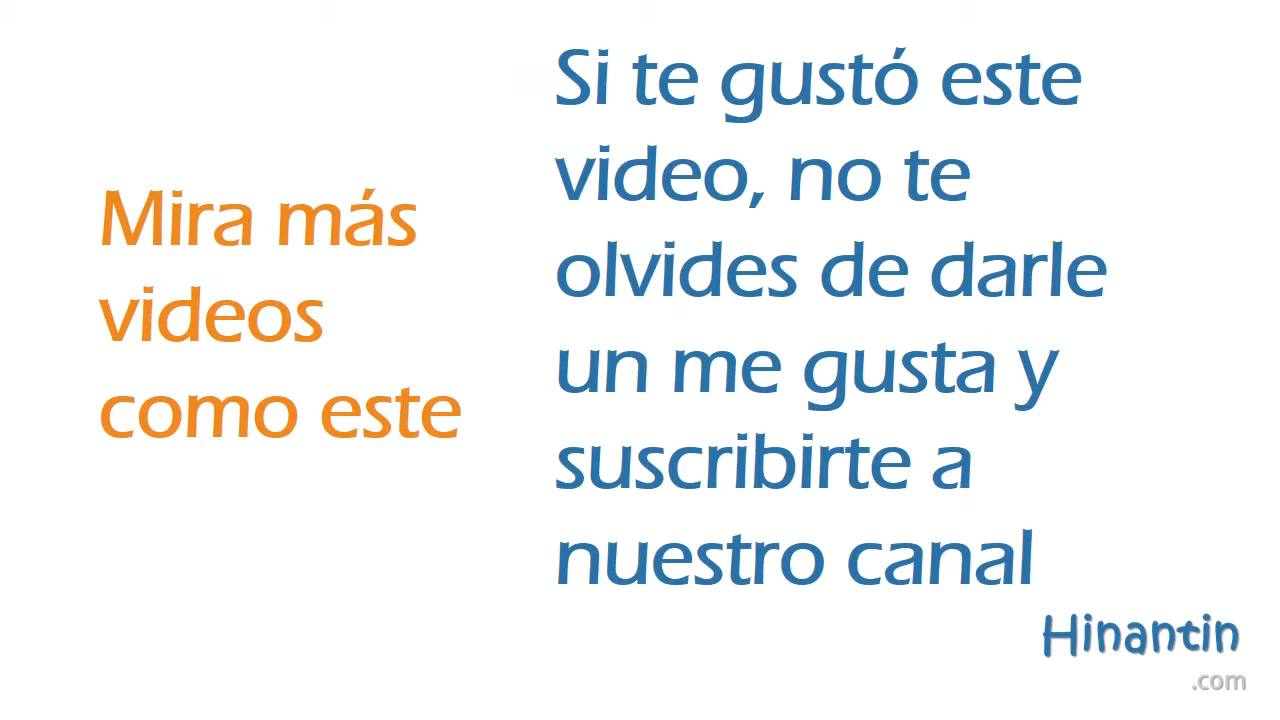 Mira más
videos
como este
Si te gustó este
video, no te
olvides de darle
un me gusta y
suscribirte a
nuestro canal
Hinantin
.com